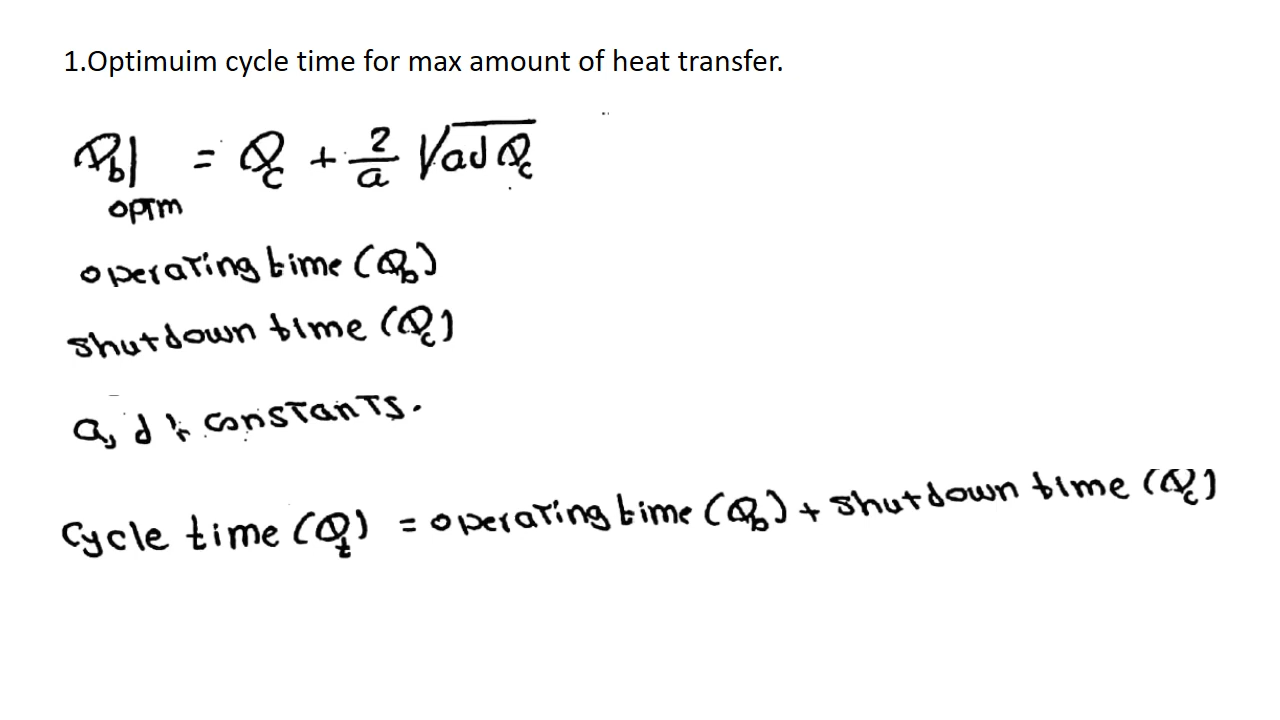 1.Optimuim cycle time for max amount of heat transfer.
θb|optm = θc + 2/a √adθc
operating time (θb)
shutdown time (θc)
a, d : constants.
Cycle time (θt) = operating time (θb) + shutdown time (θc)